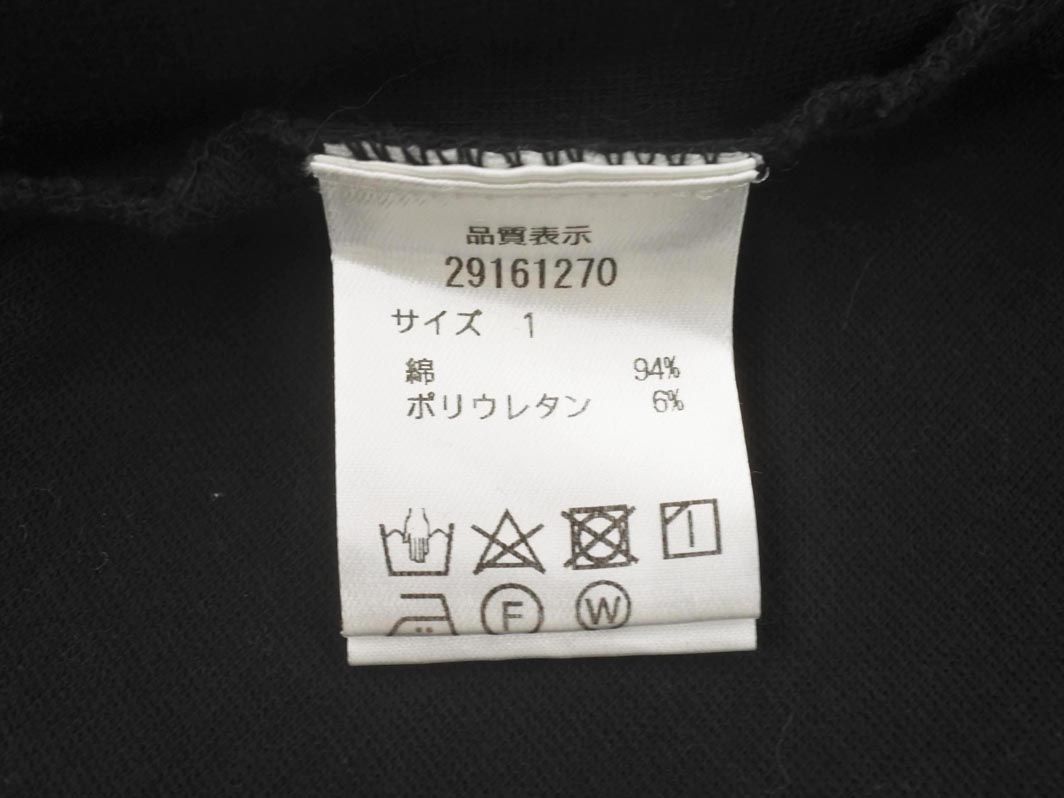 品質表示
29161270
サイズ 1
綿 94%
ポリウレタン 6%
F W